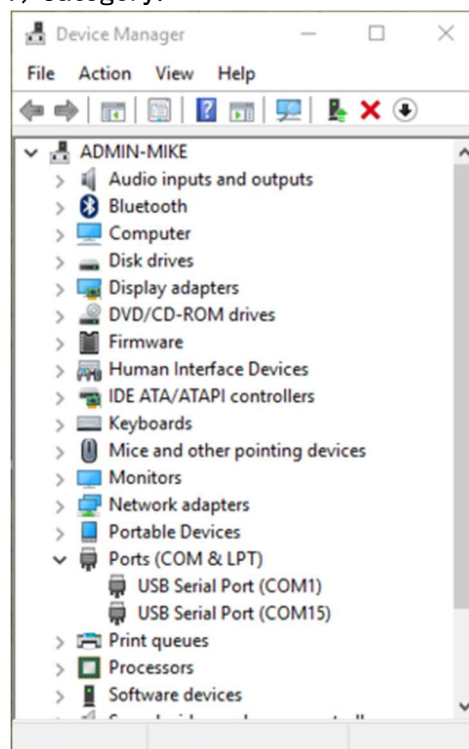 Category.
Device Manager
File Action View Help
ADMIN-MIKE
Audio inputs and outputs
Bluetooth
Computer
Disk drives
Display adapters
DVD/CD-ROM drives
Firmware
Human Interface Devices
IDE ATA/ATAPI controllers
Keyboards
Mice and other pointing devices
Monitors
Network adapters
Portable Devices
Ports (COM & LPT)
USB Serial Port (COM1)
USB Serial Port (COM15)
Print queues
Processors
Software devices